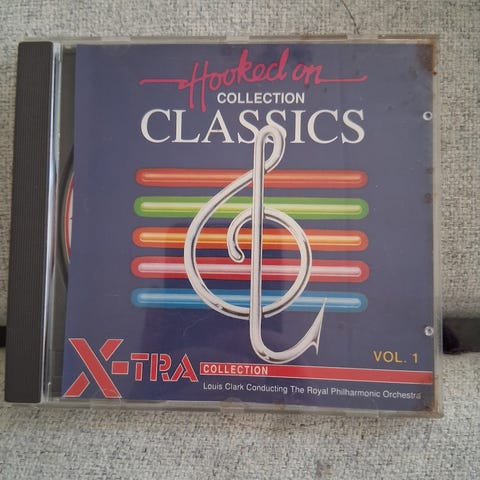 Hooked on
COLLECTION
CLASSICS
VOL. 1
X-TRA COLLECTION
Louis Clark Conducting The Royal Philharmonic Orchestra